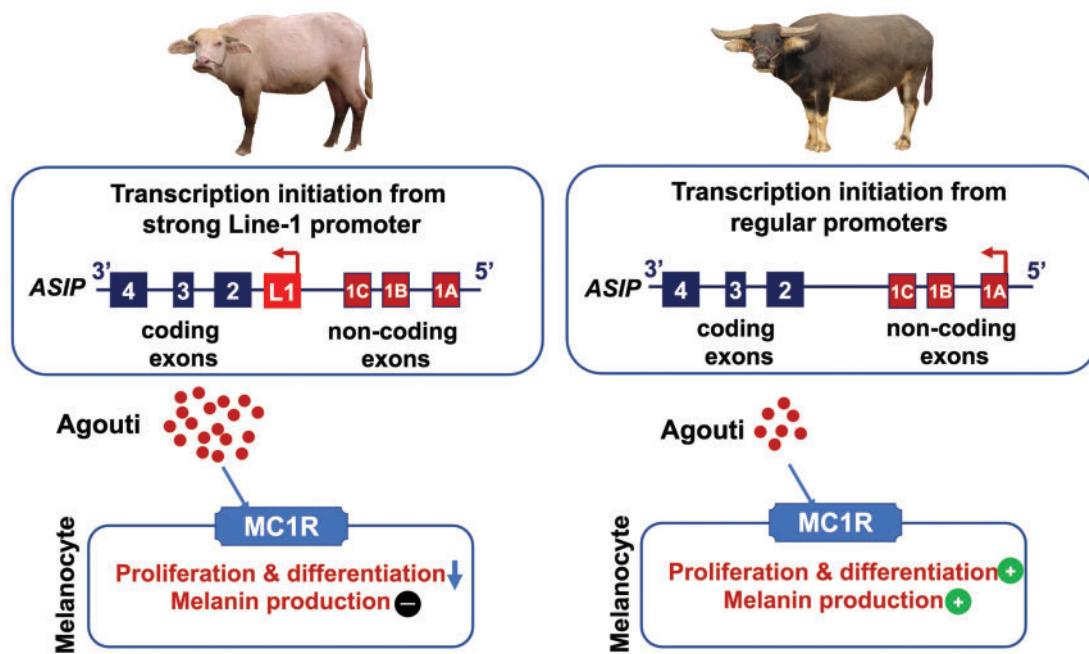 Transcription initiation from
strong Line-1 promoter
3’
5’
ASIP
4
3
2
L1
1C
1B
1A
coding
exons
non-coding
exons
Agouti
MC1R
Melanocyte
Proliferation & differentiation
Melanin production
Transcription initiation from
regular promoters
3’
5’
ASIP
4
3
2
1C
1B
1A
coding
exons
non-coding
exons
Agouti
MC1R
Melanocyte
Proliferation & differentiation +
Melanin production +